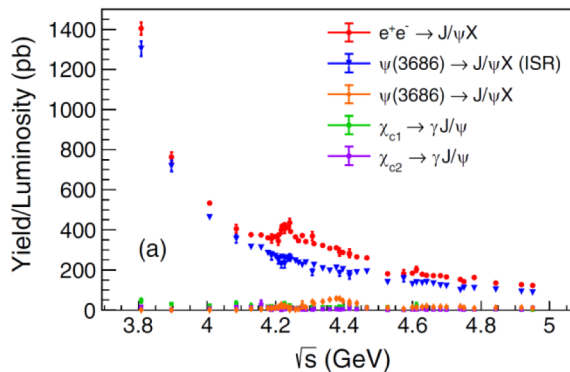 Yield/Luminosity (pb)
1400
1200
1000
800
600
400
200
0
e⁺e⁻ → J/ψX
ψ(3686) → J/ψX (ISR)
ψ(3686) → J/ψX
χc1 → γJ/ψ
χc2 → γJ/ψ
(a)
3.8 4 4.2 4.4 4.6 4.8 5
√s (GeV)